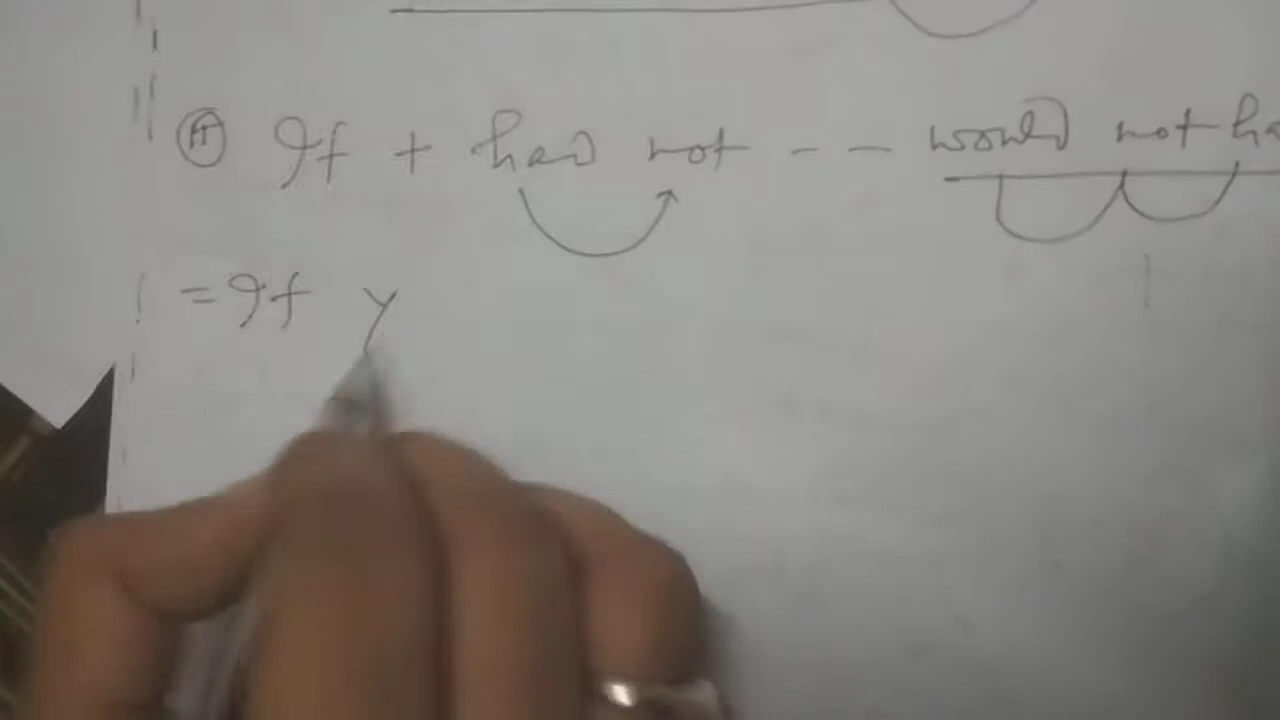 If + had not - - would not ha
= If y